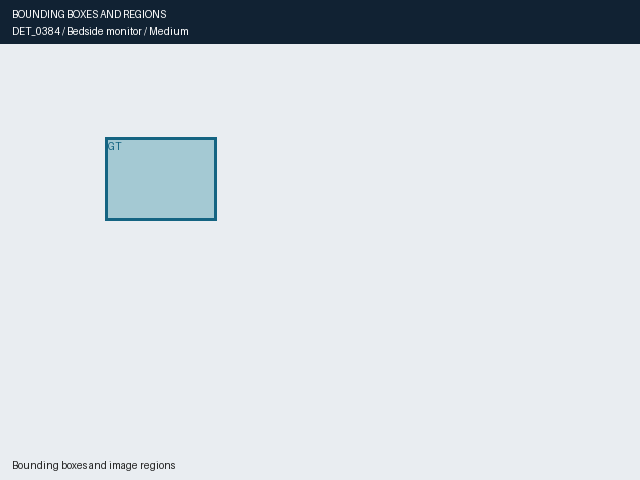 BOUNDING BOXES AND REGIONS
DET_0384 / Bedside monitor / Medium
GT
Bounding boxes and image regions